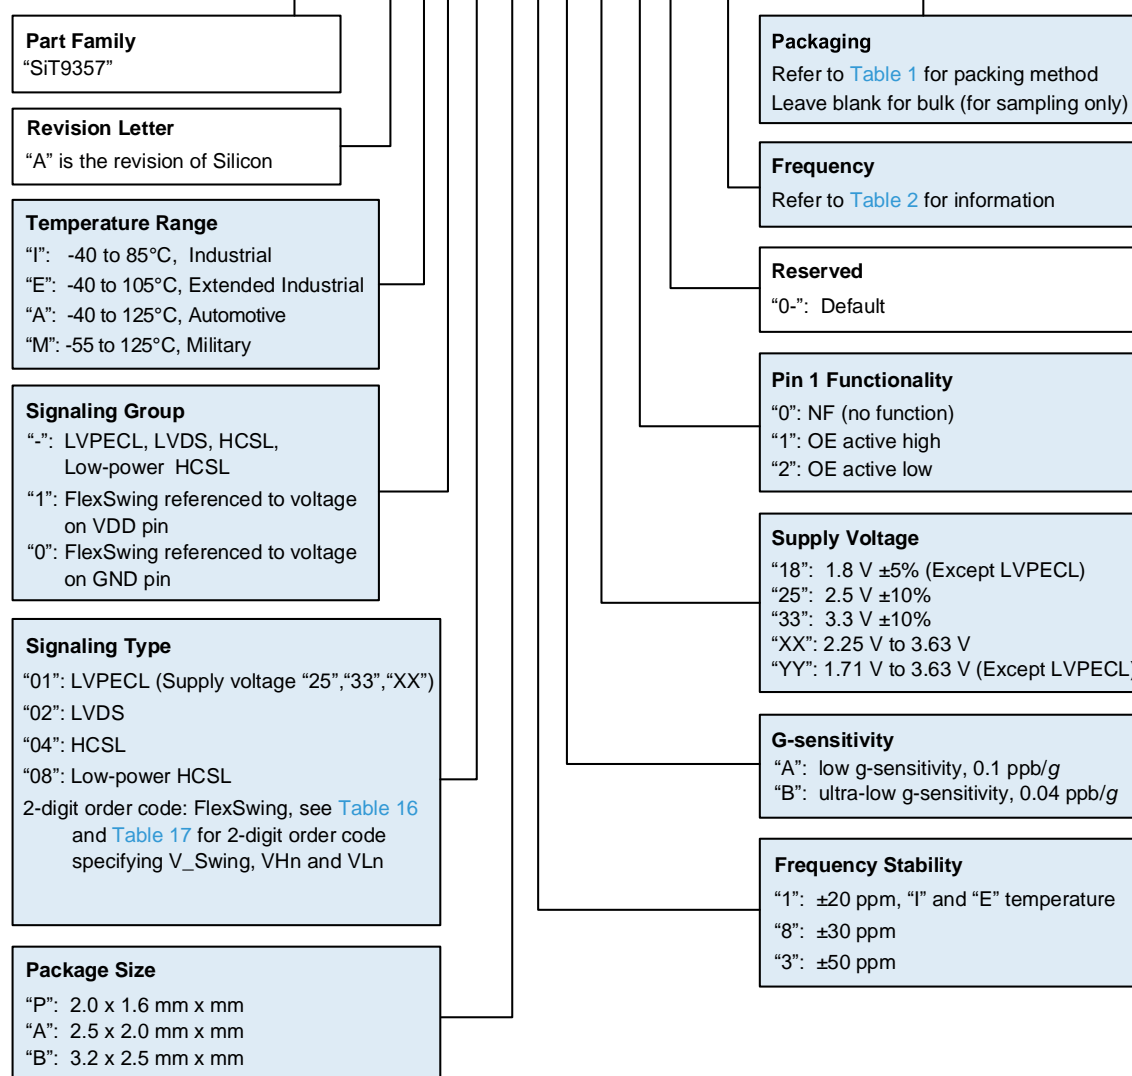 Part Family
“SiT9357”
Revision Letter
“A” is the revision of Silicon
Temperature Range
“I”: -40 to 85°C, Industrial
“E”: -40 to 105°C, Extended Industrial
“A”: -40 to 125°C, Automotive
“M”: -55 to 125°C, Military
Signaling Group
“-”: LVPECL, LVDS, HCSL,
Low-power HCSL
“1”: FlexSwing referenced to voltage
on VDD pin
“0”: FlexSwing referenced to voltage
on GND pin
Signaling Type
“01”: LVPECL (Supply voltage “25”,“33”,“XX”)
“02”: LVDS
“04”: HCSL
“08”: Low-power HCSL
2-digit order code: FlexSwing, see Table 16
and Table 17 for 2-digit order code
specifying V_Swing, VHn and VLn
Package Size
“P”: 2.0 x 1.6 mm x mm
“A”: 2.5 x 2.0 mm x mm
“B”: 3.2 x 2.5 mm x mm
Packaging
Refer to Table 1 for packing method
Leave blank for bulk (for sampling only)
Frequency
Refer to Table 2 for information
Reserved
“0-”: Default
Pin 1 Functionality
“0”: NF (no function)
“1”: OE active high
“2”: OE active low
Supply Voltage
“18”: 1.8 V ±5% (Except LVPECL)
“25”: 2.5 V ±10%
“33”: 3.3 V ±10%
“XX”: 2.25 V to 3.63 V
“YY”: 1.71 V to 3.63 V (Except LVPECL)
G-sensitivity
“A”: low g-sensitivity, 0.1 ppb/g
“B”: ultra-low g-sensitivity, 0.04 ppb/g
Frequency Stability
“1”: ±20 ppm, “I” and “E” temperature
“8”: ±30 ppm
“3”: ±50 ppm